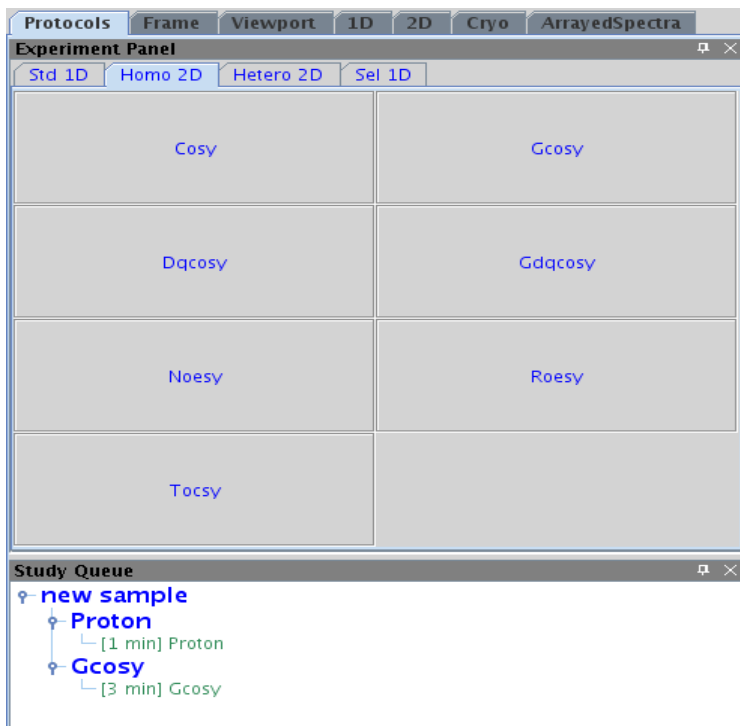 Protocols Frame Viewport 1D 2D Cryo ArrayedSpectra
Experiment Panel
Std 1D Homo 2D Hetero 2D Sel 1D
Cosy Gcosy
Dqcosy Gdqcosy
Noesy Roesy
Tocsy
Study Queue
new sample
Proton
[1 min] Proton
Gcosy
[3 min] Gcosy